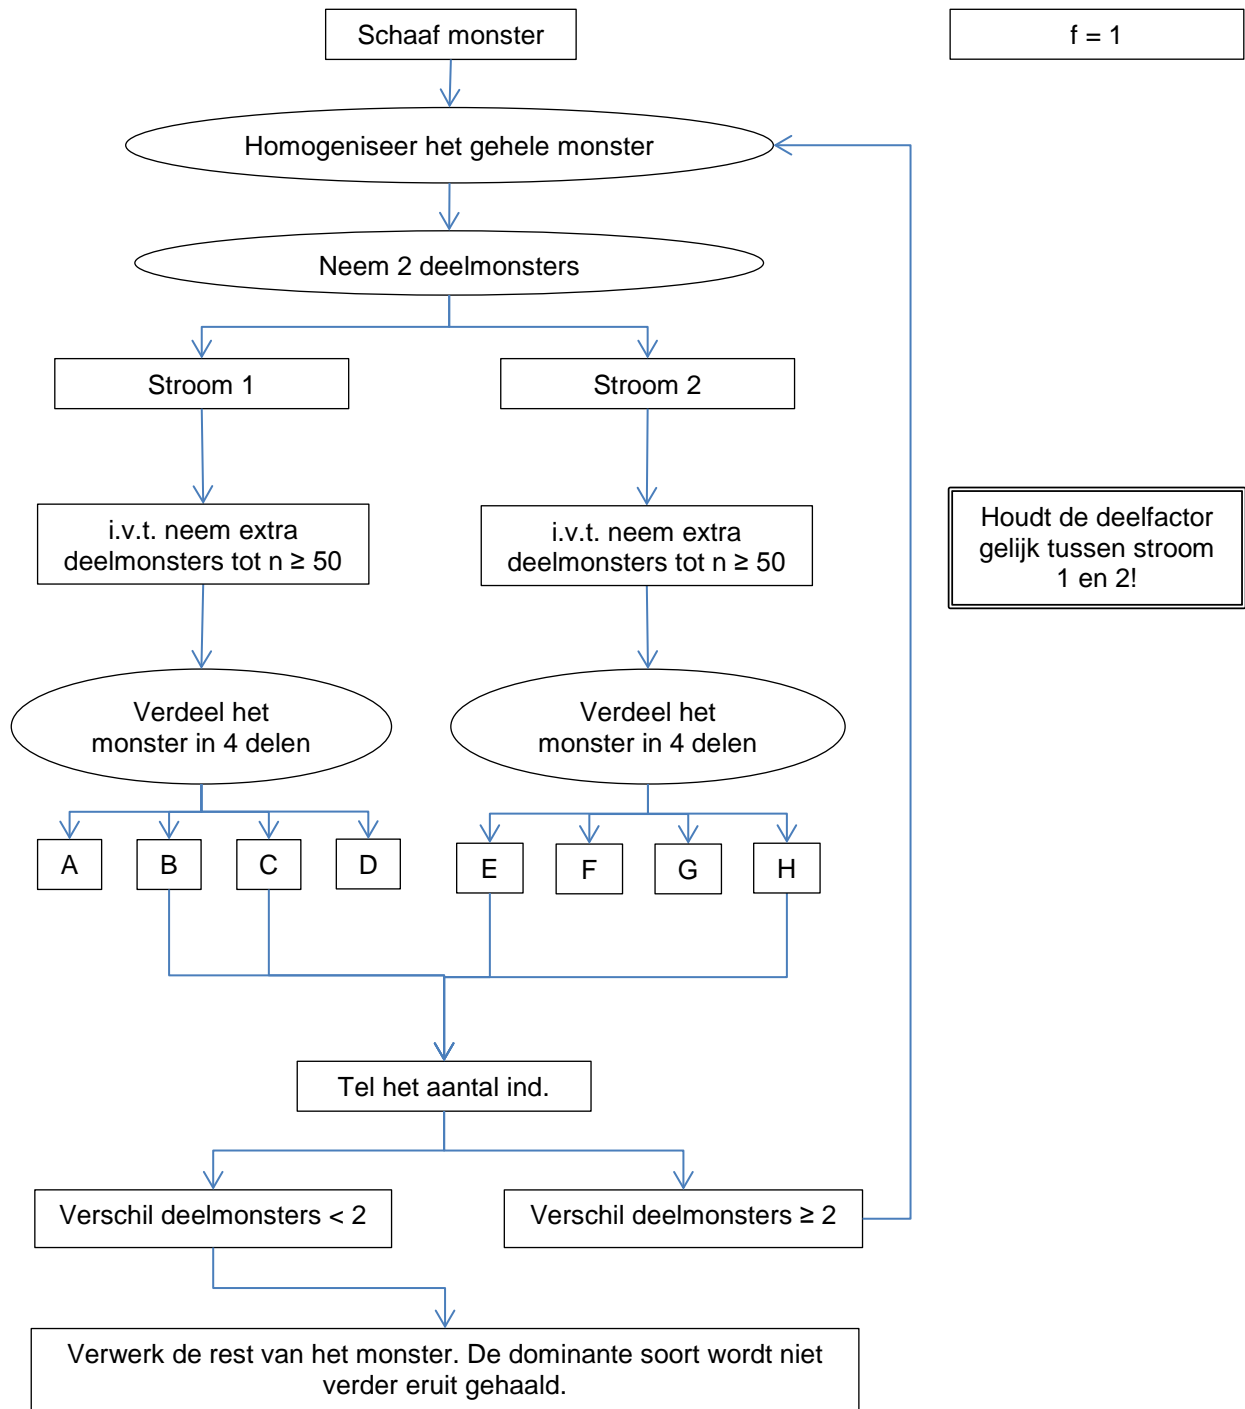 Schaaf monster
f = 1
Homogeniseer het gehele monster
Neem 2 deelmonsters
Stroom 1
Stroom 2
i.v.t. neem extra
deelmonsters tot n ≥ 50
i.v.t. neem extra
deelmonsters tot n ≥ 50
Houdt de deelfactor
gelijk tussen stroom
1 en 2!
Verdeel het
monster in 4 delen
Verdeel het
monster in 4 delen
A
B
C
D
E
F
G
H
Tel het aantal ind.
Verschil deelmonsters < 2
Verschil deelmonsters ≥ 2
Verwerk de rest van het monster. De dominante soort wordt niet
verder eruit gehaald.